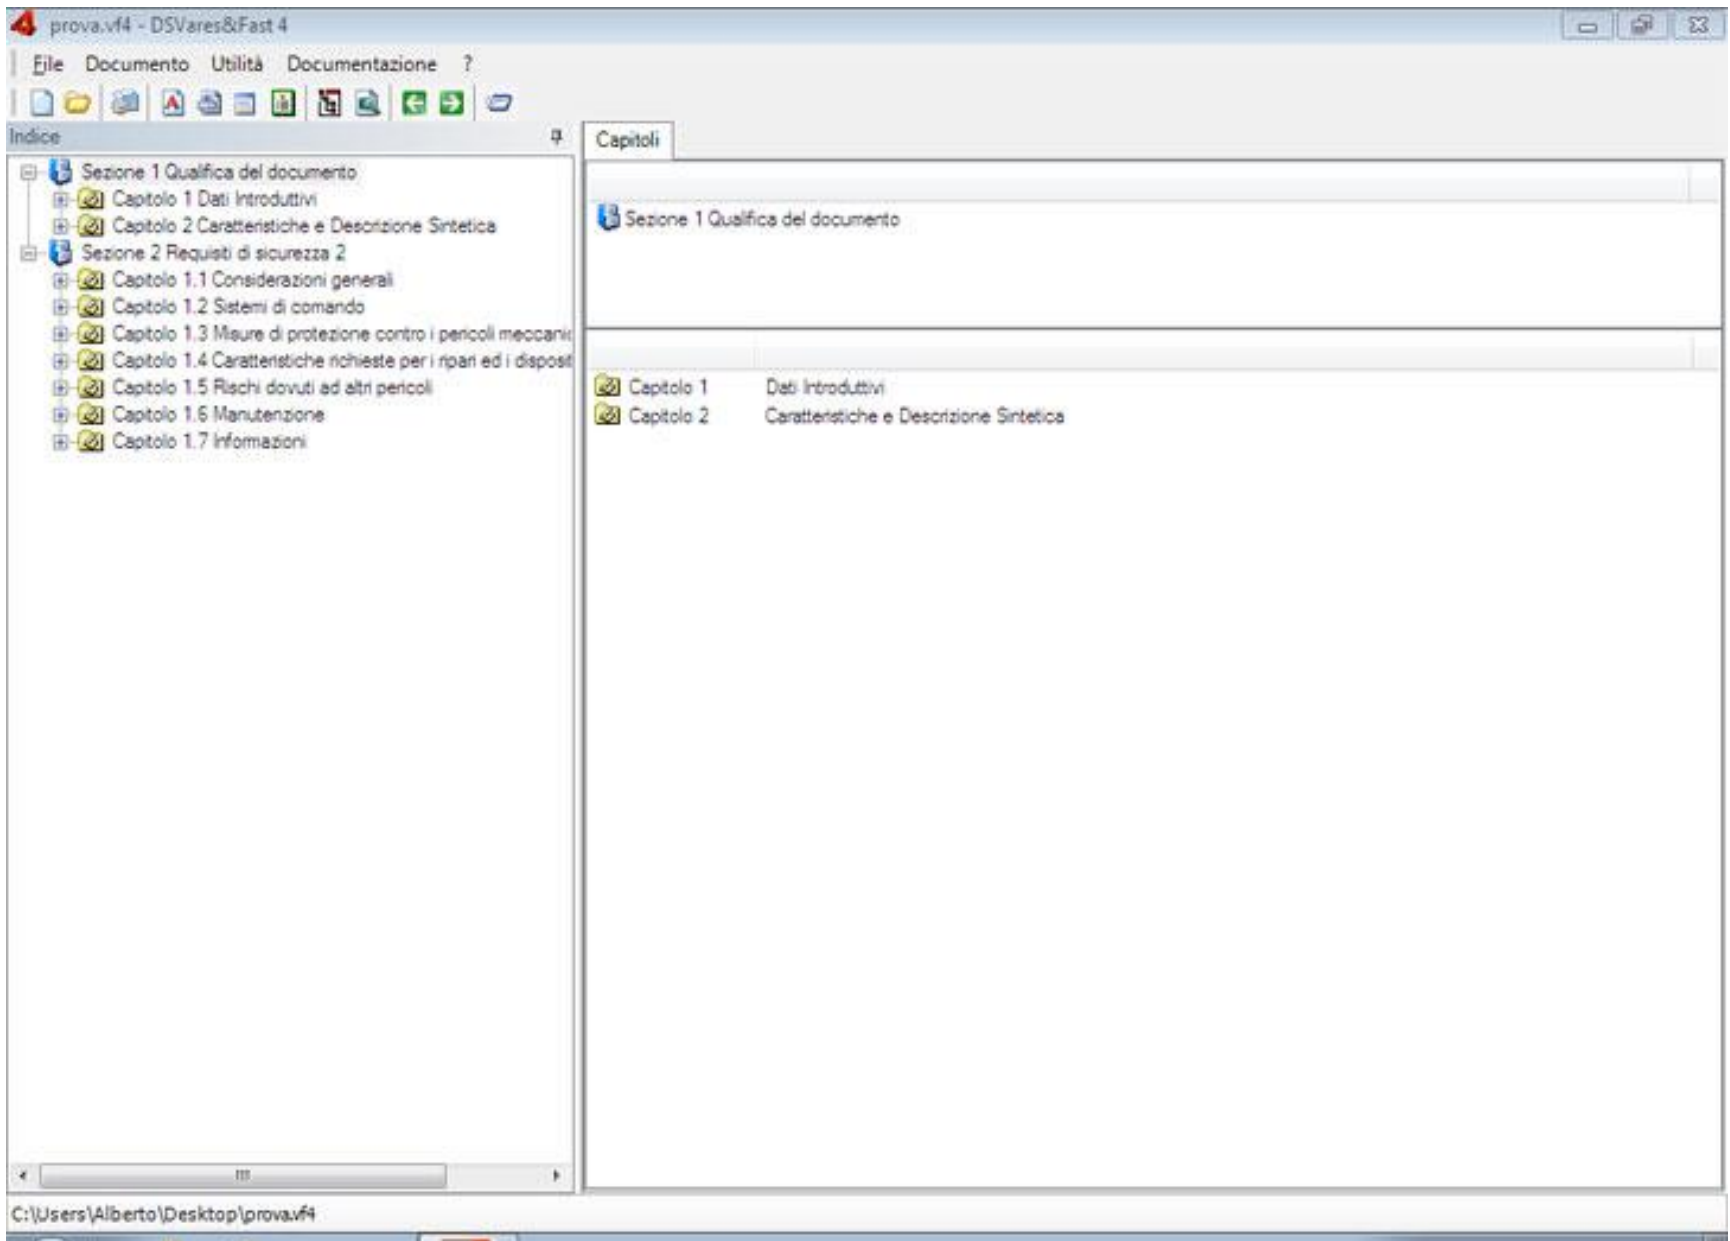 prova.vf4 - DSVares&Fast 4
File Documento Utilità Documentazione ?
Indice
Sezione 1 Qualifica del documento
Capitolo 1 Dati Introduttivi
Capitolo 2 Caratteristiche e Descrizione Sintetica
Sezione 2 Requisti di sicurezza 2
Capitolo 1.1 Considerazioni generali
Capitolo 1.2 Sistemi di comando
Capitolo 1.3 Misure di protezione contro i pericoli meccanic
Capitolo 1.4 Caratteristiche richieste per i ripari ed i disposit
Capitolo 1.5 Rischi dovuti ad altri pericoli
Capitolo 1.6 Manutenzione
Capitolo 1.7 Informazioni
Capitoli
Sezione 1 Qualifica del documento
Capitolo 1 Dati Introduttivi
Capitolo 2 Caratteristiche e Descrizione Sintetica
C:\Users\Alberto\Desktop\prova.vf4